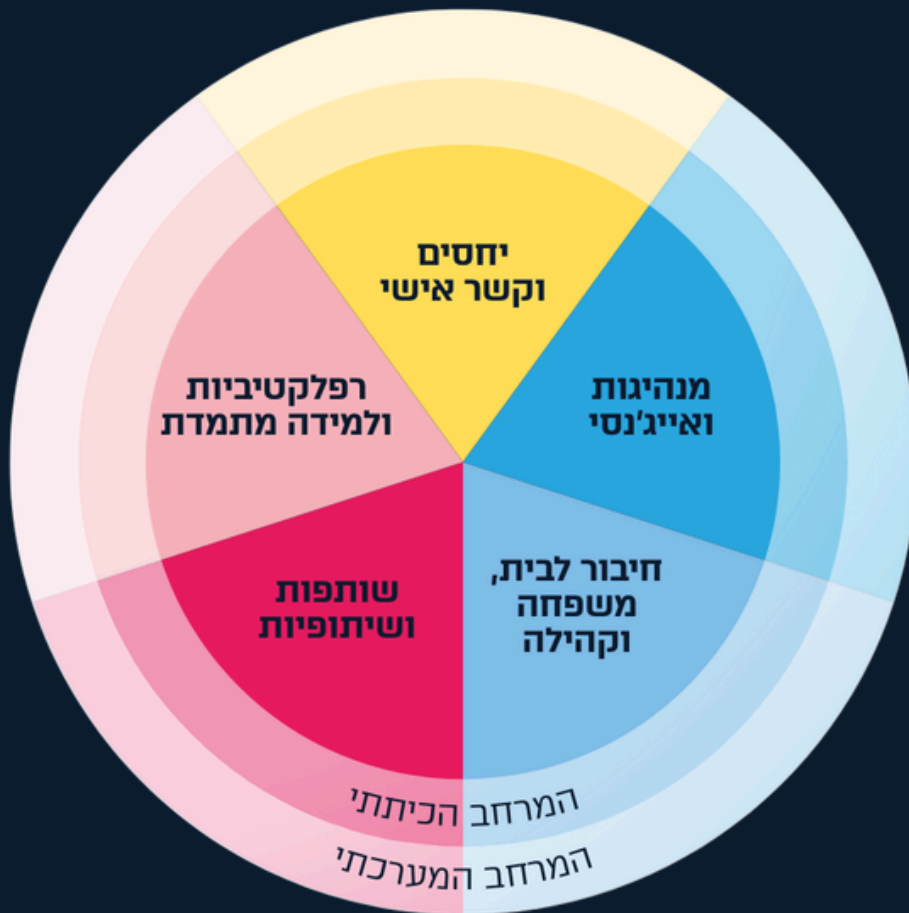 יחסים
וקשר אישי
מנהיגות
ואייג'נסי
חיבור לבית,
משפחה
וקהילה
שותפות
ושיתופיות
רפלקטיביות
ולמידה מתמדת
המרחב הכיתתי
המרחב המערכתי